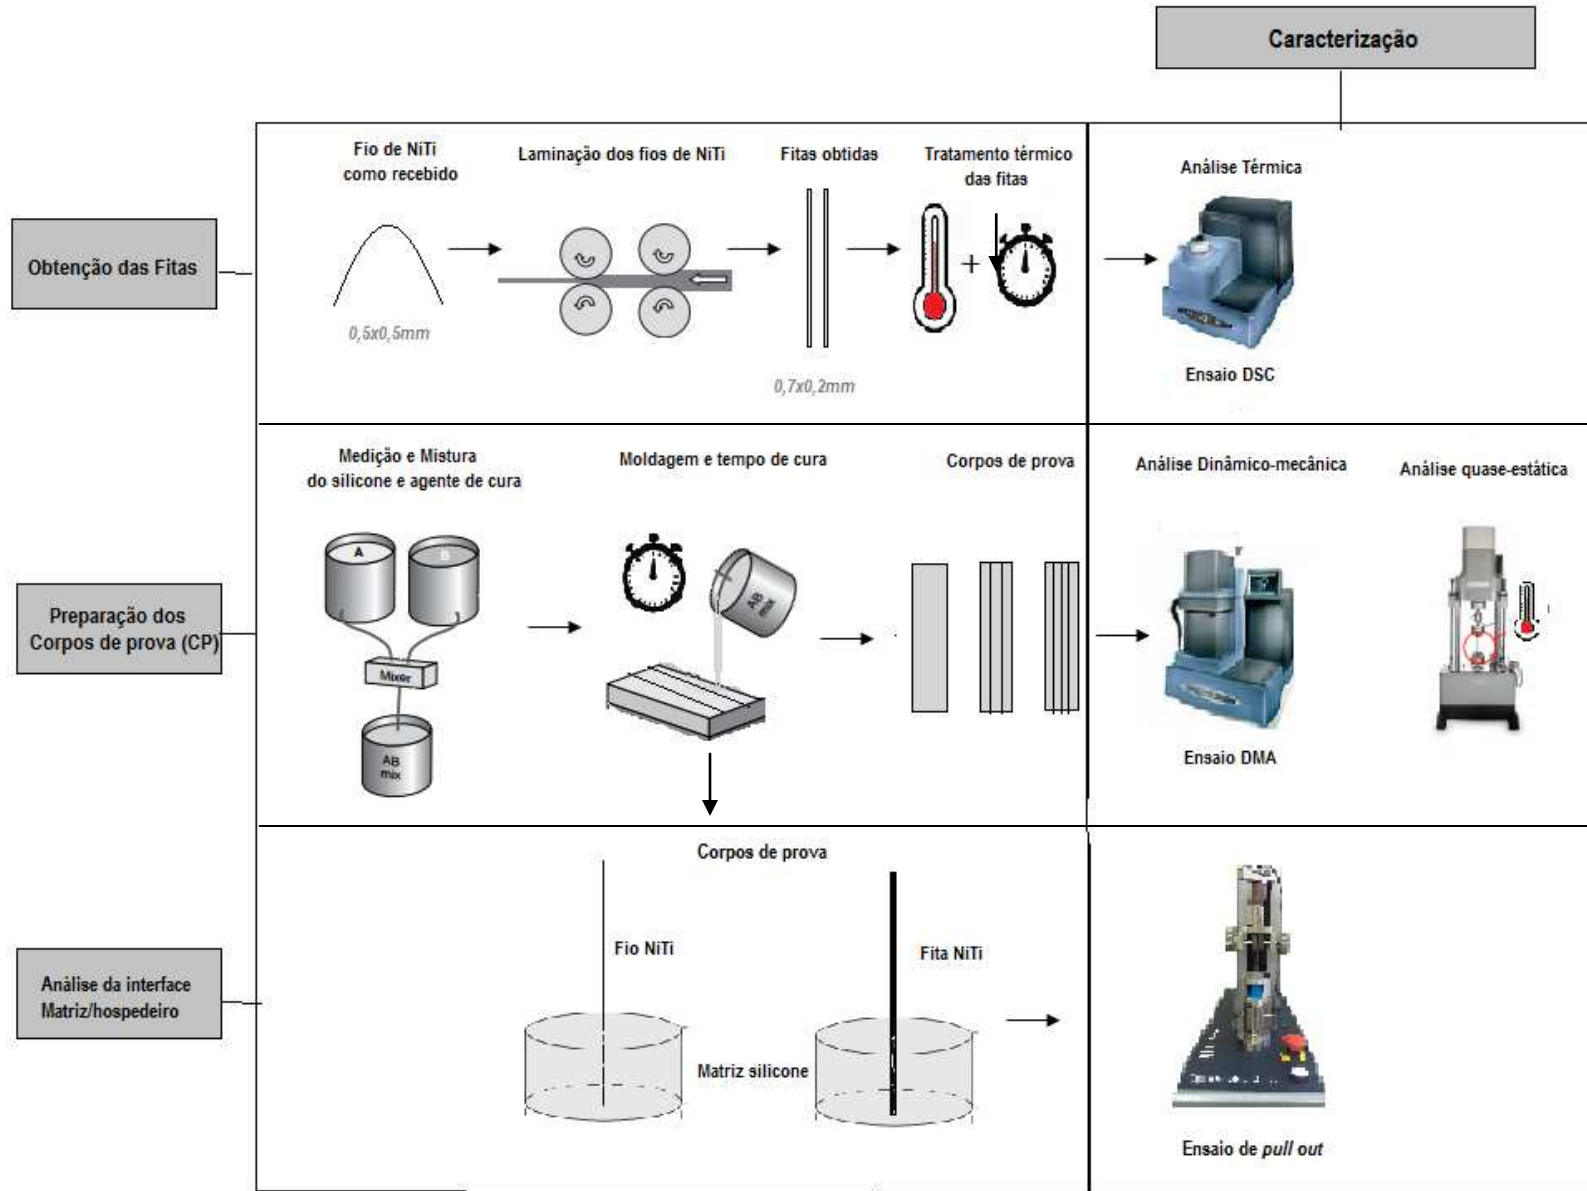 Caracterização
Fio de NiTi
como recebido
Laminação dos fios de NiTi
Fitas obtidas
Tratamento térmico
das fitas
Análise Térmica
Obtenção das Fitas
+
0,5x0,5mm
0,7x0,2mm
Ensaio DSC
Medição e Mistura
do silicone e agente de cura
Moldagem e tempo de cura
Corpos de prova
Análise Dinâmico-mecânica
Análise quase-estática
A
B
AB
mix
Preparação dos
Corpos de prova (CP)
Mixer
AB
mix
Ensaio DMA
Corpos de prova
Fio NiTi
Fita NiTi
Análise da interface
Matriz/hospedeiro
Matriz silicone
Ensaio de pull out